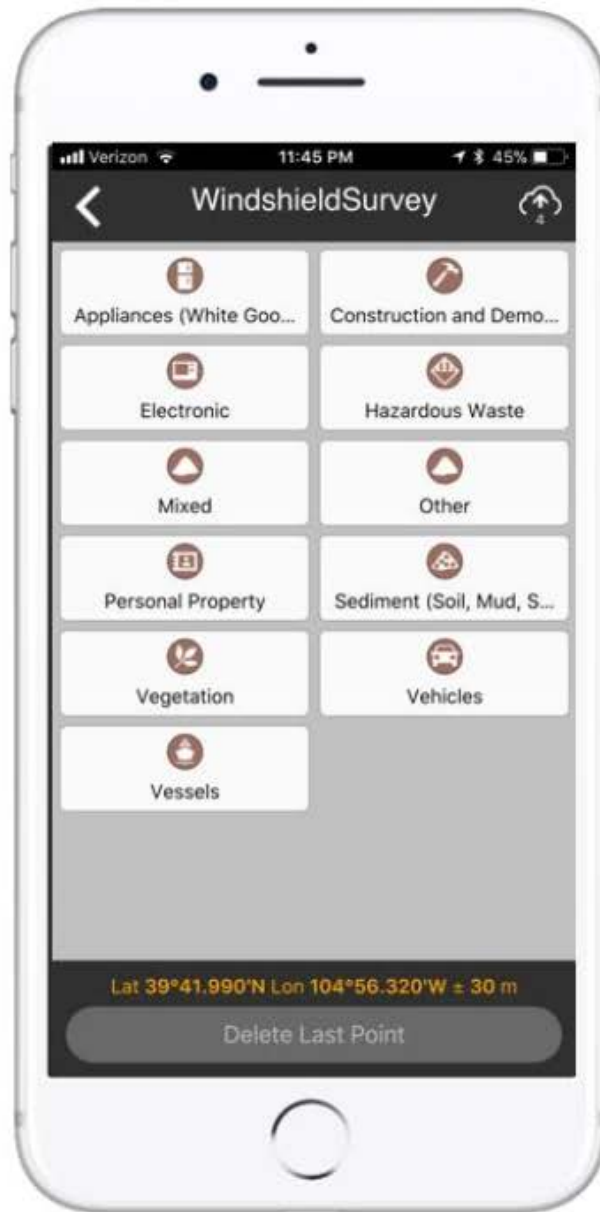 Verizon 11:45 PM 45%
WindshieldSurvey
4
Appliances (White Goo...
Construction and Demo...
Electronic
Hazardous Waste
Mixed
Other
Personal Property
Sediment (Soil, Mud, S...
Vegetation
Vehicles
Vessels
Lat 39°41.990'N Lon 104°56.320'W ± 30 m
Delete Last Point